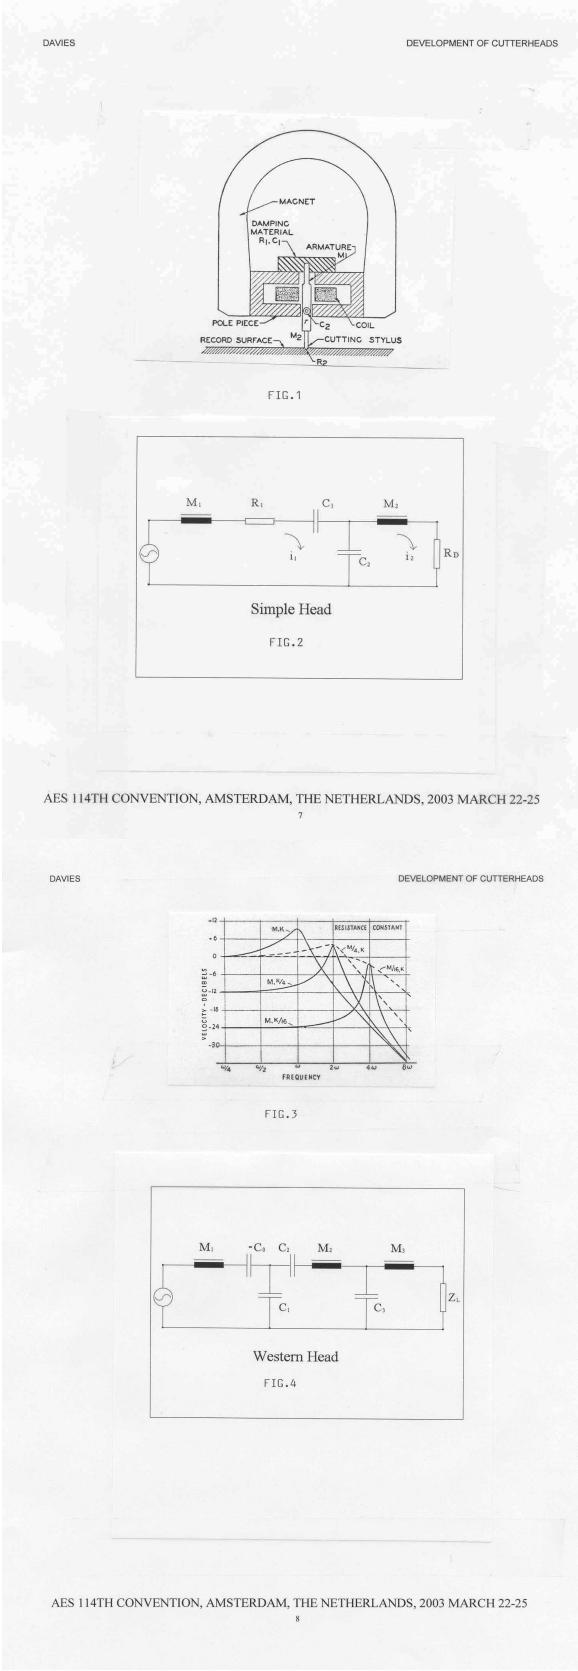 DAVIES
DEVELOPMENT OF CUTTERHEADS
MAGNET
DAMPING
MATERIAL
R1, C1
ARMATURE
M1
POLE PIECE
C2
COIL
r
M2
RECORD SURFACE
CUTTING STYLUS
R2
FIG.1
M1
R1
C1
M2
i1
C2
i2
RD
Simple Head
FIG.2
AES 114TH CONVENTION, AMSTERDAM, THE NETHERLANDS, 2003 MARCH 22-25
7
DAVIES
DEVELOPMENT OF CUTTERHEADS
+12
M,K
RESISTANCE CONSTANT
+6
M/4,K
0
M/16,K
-6
M,K/4
-12
-18
M,K/16
-24
-30
VELOCITY - DECIBELS
ω/4 ω/2 ω 2ω 4ω 8ω
FREQUENCY
FIG.3
M1
-C0
C2
M2
M3
C1
C3
ZL
Western Head
FIG.4
AES 114TH CONVENTION, AMSTERDAM, THE NETHERLANDS, 2003 MARCH 22-25
8